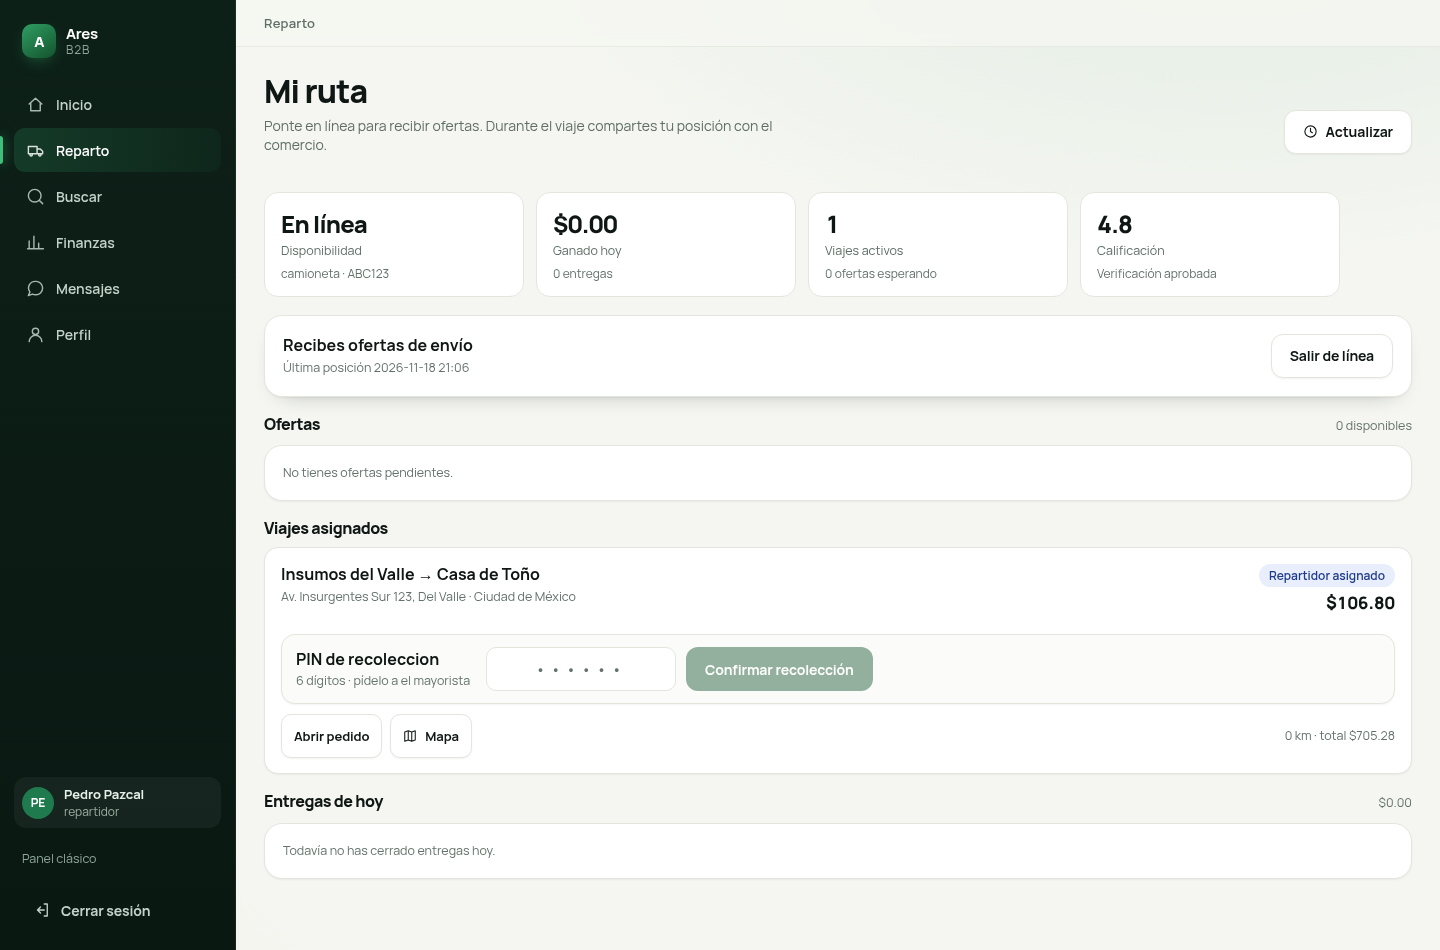 A
Ares
B2B
Inicio
Reparto
Buscar
Finanzas
Mensajes
Perfil
PE
Pedro Pazcal
repartidor
Panel clásico
Cerrar sesión
Reparto
Mi ruta
Ponte en línea para recibir ofertas. Durante el viaje compartes tu posición con el
comercio.
Actualizar
En línea
Disponibilidad
camioneta · ABC123
$0.00
Ganado hoy
0 entregas
1
Viajes activos
0 ofertas esperando
4.8
Calificación
Verificación aprobada
Recibes ofertas de envío
Última posición 2026-11-18 21:06
Salir de línea
Ofertas
0 disponibles
No tienes ofertas pendientes.
Viajes asignados
Insumos del Valle → Casa de Toño
Av. Insurgentes Sur 123, Del Valle · Ciudad de México
Repartidor asignado
$106.80
PIN de recoleccion
6 dígitos · pídelo a el mayorista
••••••
Confirmar recolección
Abrir pedido
Mapa
0 km · total $705.28
Entregas de hoy
$0.00
Todavía no has cerrado entregas hoy.